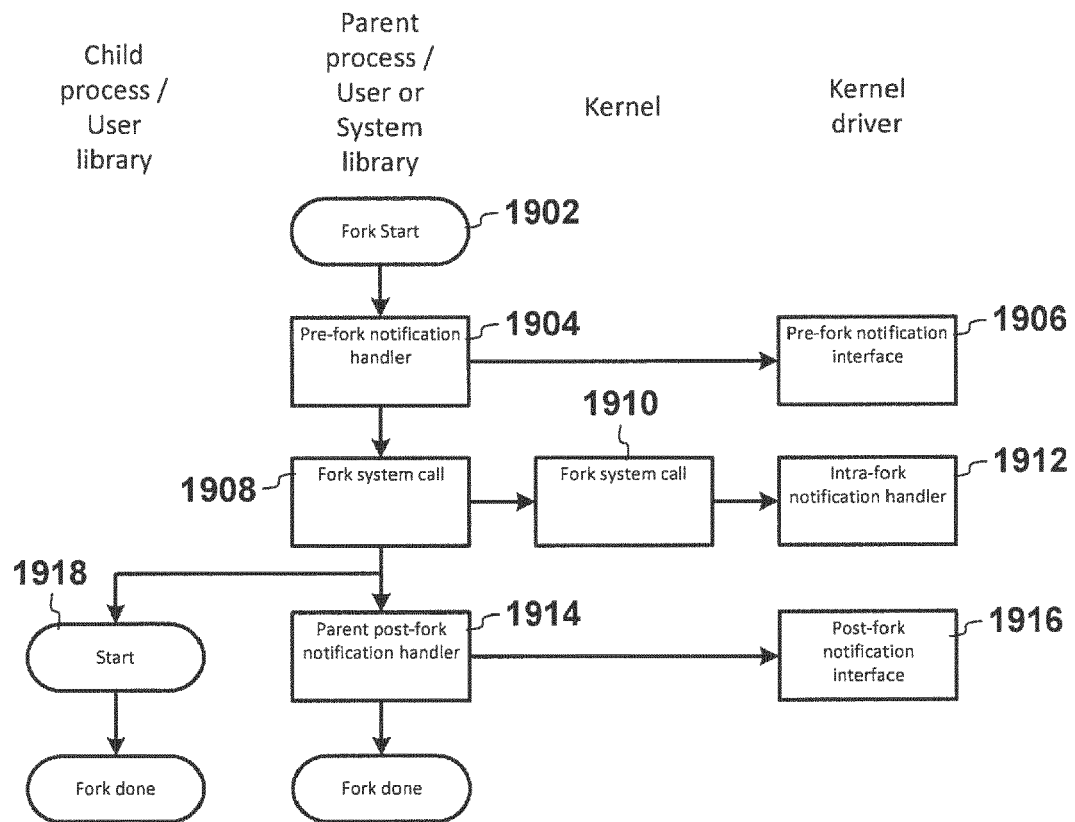 Child
process /
User
library
Parent
process /
User or
System
library
Kernel
Kernel
driver
Fork Start
1902
Pre-fork notification
handler
1904
Pre-fork notification
interface
1906
1908
Fork system call
1910
Fork system call
Intra-fork
notification handler
1912
1918
Start
Parent post-fork
notification handler
1914
Post-fork
notification
interface
1916
Fork done
Fork done